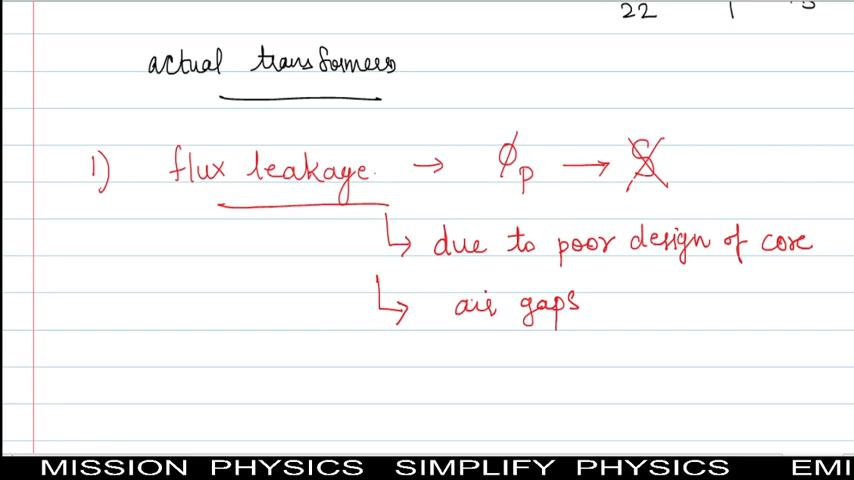 22 1
actual transformers
1) flux leakage. → ϕp → S
↳ due to poor design of core
↳ air gaps
MISSION PHYSICS SIMPLIFY PHYSICS EMI